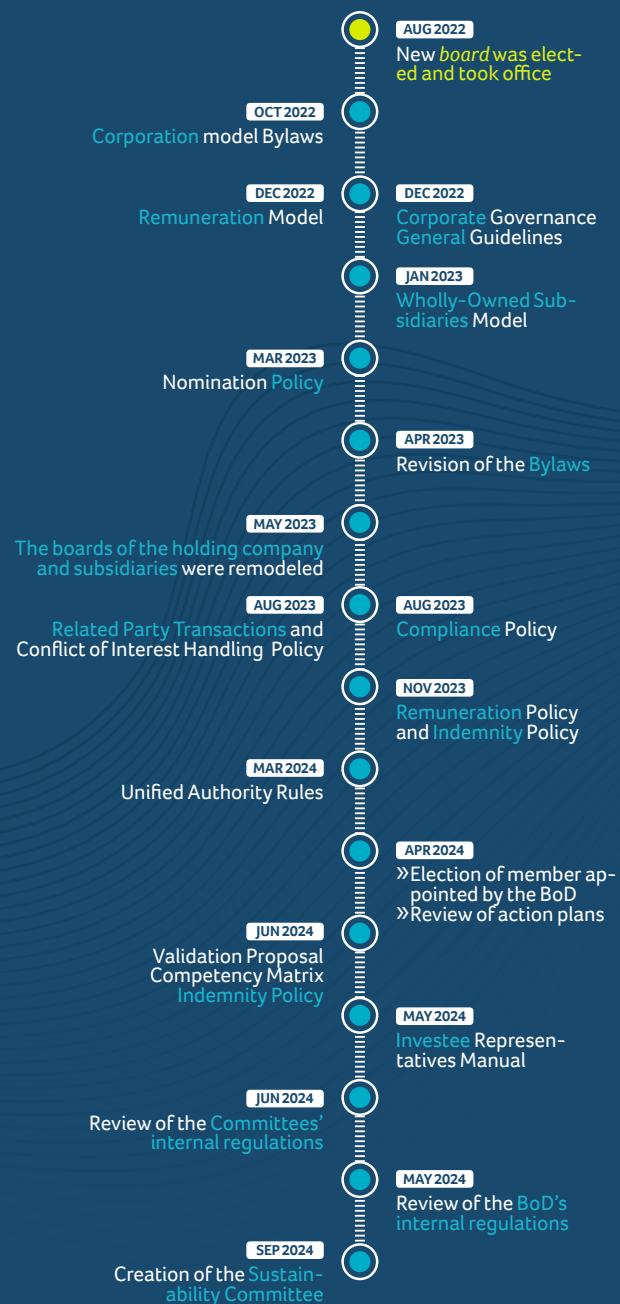 AUG 2022
New board was elect-
ed and took office
OCT 2022
Corporation model Bylaws
DEC 2022
Remuneration Model
DEC 2022
Corporate Governance
General Guidelines
JAN 2023
Wholly-Owned Sub-
sidiaries Model
MAR 2023
Nomination Policy
APR 2023
Revision of the Bylaws
MAY 2023
The boards of the holding company
and subsidiaries were remodeled
AUG 2023
Related Party Transactions and
Conflict of Interest Handling Policy
AUG 2023
Compliance Policy
NOV 2023
Remuneration Policy
and Indemnity Policy
MAR 2024
Unified Authority Rules
APR 2024
»Election of member ap-
pointed by the BoD
»Review of action plans
JUN 2024
Validation Proposal
Competency Matrix
Indemnity Policy
MAY 2024
Investee Represen-
tatives Manual
JUN 2024
Review of the Committees’
internal regulations
MAY 2024
Review of the BoD’s
internal regulations
SEP 2024
Creation of the Sustain-
ability Committee